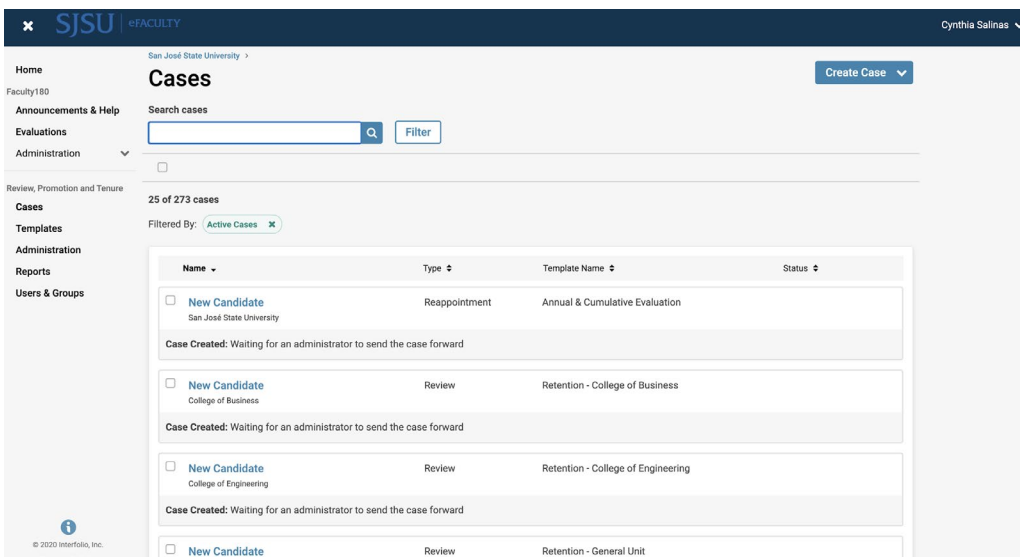 SJSU | eFACULTY
Cynthia Salinas
Home
Faculty180
Announcements & Help
Evaluations
Administration
Review, Promotion and Tenure
Cases
Templates
Administration
Reports
Users & Groups
© 2020 Interfolio, Inc.
San José State University >
Cases
Create Case
Search cases
Filter
25 of 273 cases
Filtered By: Active Cases ×
Name Type Template Name Status
New Candidate Reappointment Annual & Cumulative Evaluation
San José State University
Case Created: Waiting for an administrator to send the case forward
New Candidate Review Retention - College of Business
College of Business
Case Created: Waiting for an administrator to send the case forward
New Candidate Review Retention - College of Engineering
College of Engineering
Case Created: Waiting for an administrator to send the case forward
New Candidate Review Retention - General Unit